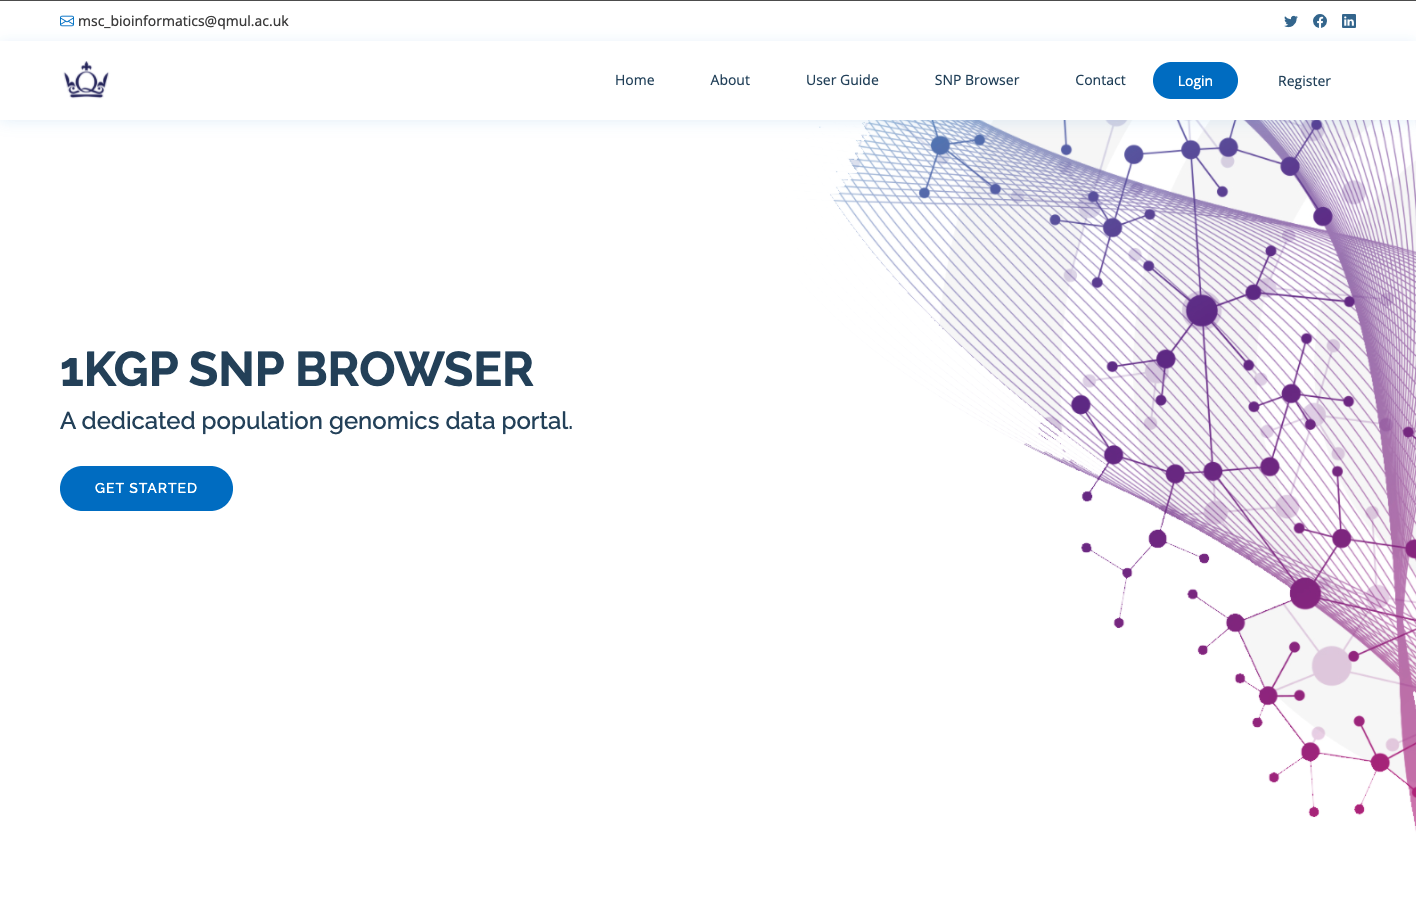 msc_bioinformatics@qmul.ac.uk
Home About User Guide SNP Browser Contact Login Register
1KGP SNP BROWSER
A dedicated population genomics data portal.
GET STARTED